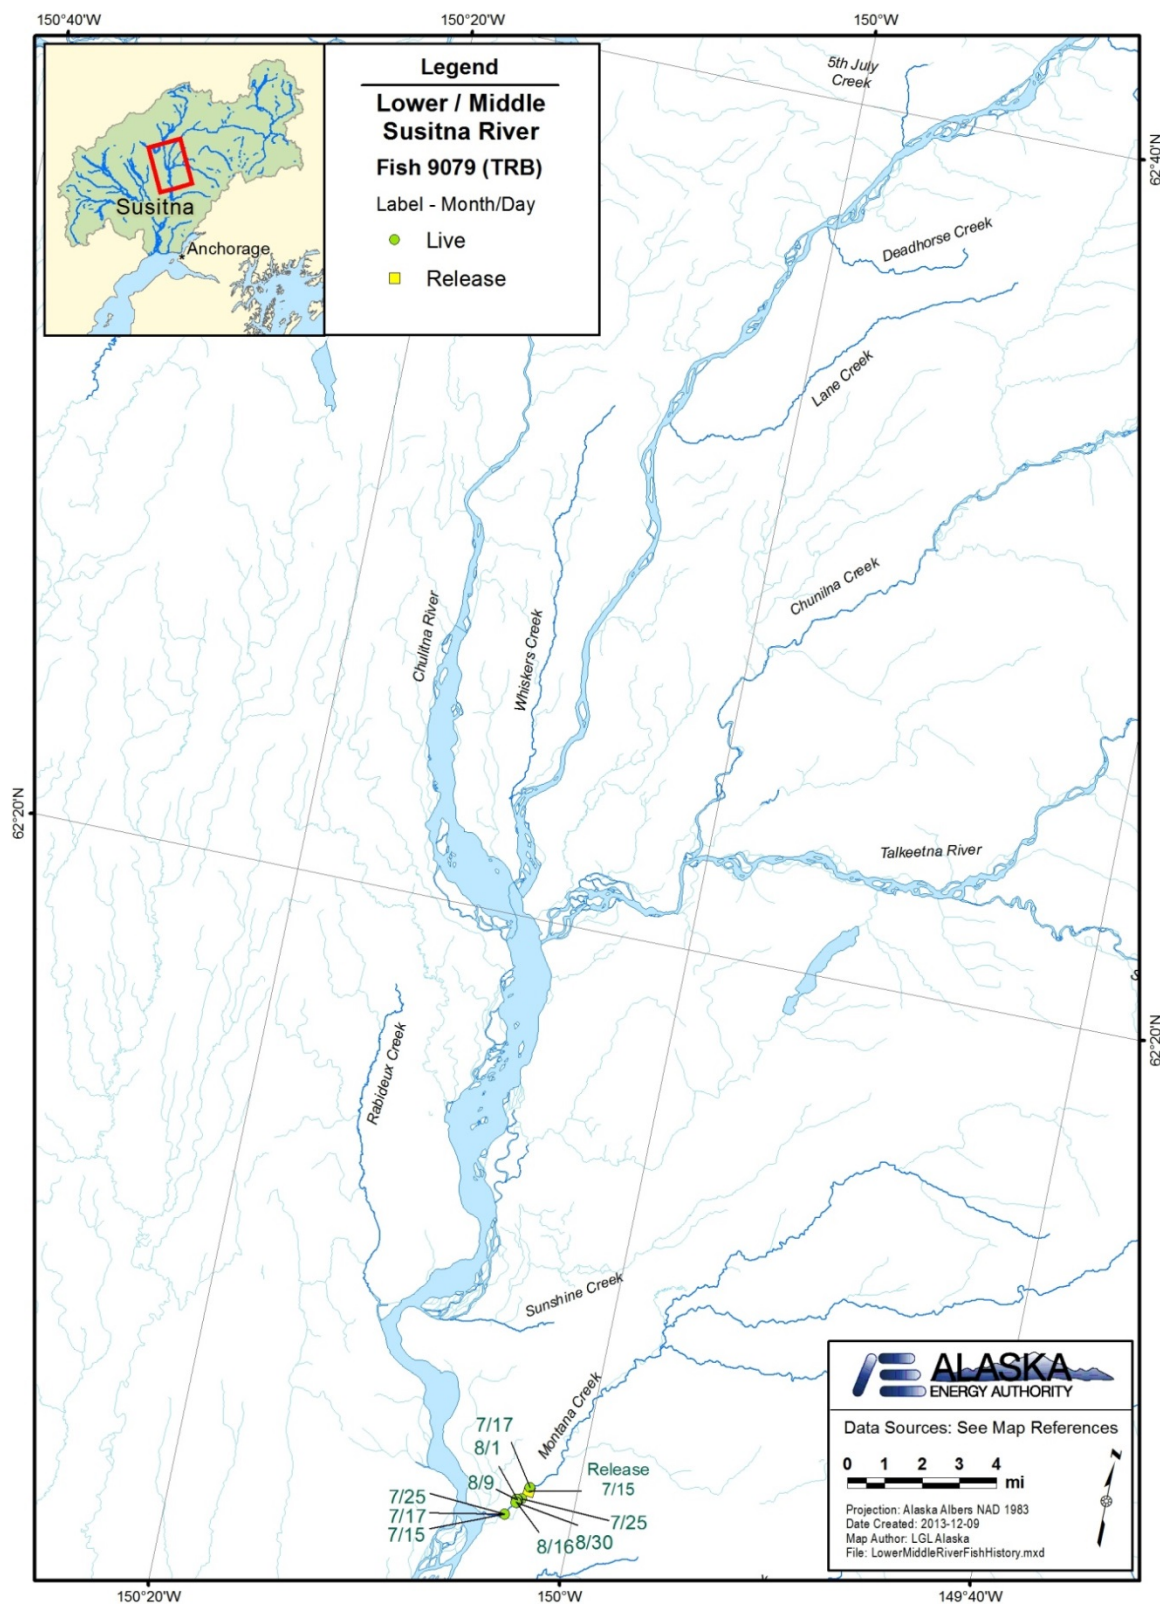 150°40'W
150°20'W
150°W
Legend
Lower / Middle
Susitna River
Fish 9079 (TRB)
Label - Month/Day
Live
Release
Susitna
Anchorage
5th July
Creek
62°40'N
Deadhorse Creek
Lane Creek
Chunilna Creek
Chulitna River
Whiskers Creek
62°20'N
Talkeetna River
S
62°20'N
Rabideux Creek
Sunshine Creek
Montana Creek
7/17
8/1
8/9
Release
7/15
7/25
7/17
7/15
7/25
8/16
8/30
ALASKA
ENERGY AUTHORITY
Data Sources: See Map References
0 1 2 3 4
mi
N
Projection: Alaska Albers NAD 1983
Date Created: 2013-12-09
Map Author: LGL Alaska
File: LowerMiddleRiverFishHistory.mxd
150°20'W
150°W
149°40'W